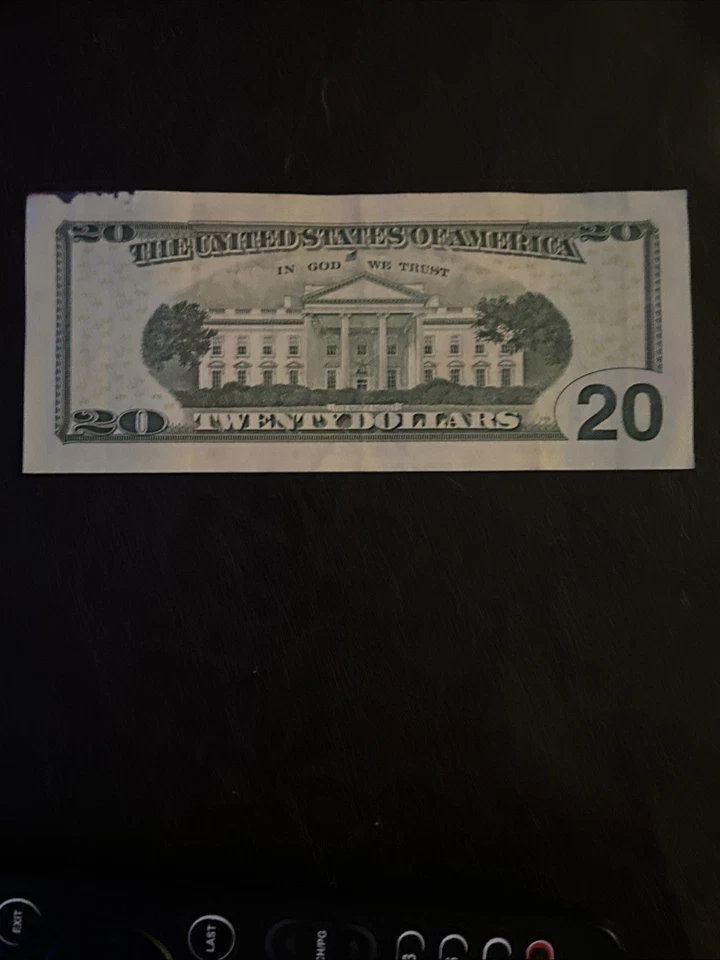 20 20
THE UNITED STATES OF AMERICA
IN GOD WE TRUST
20 TWENTY DOLLARS 20
EXIT
LAST